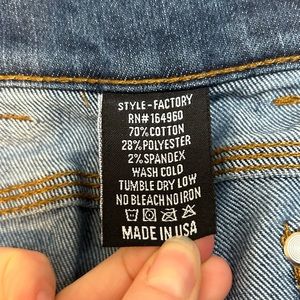 STYLE-FACTORY
RN#164960
70%COTTON
28%POLYESTER
2%SPANDEX
WASH COLD
TUMBLE DRY LOW
NO BLEACH NO IRON
MADE IN USA